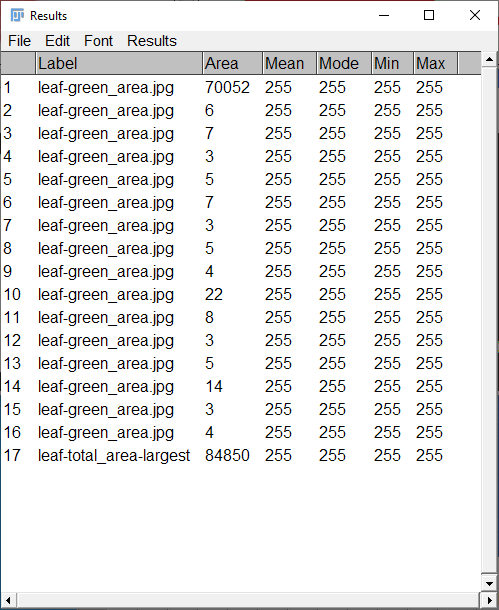 Results
File Edit Font Results
Label Area Mean Mode Min Max
1 leaf-green_area.jpg 70052 255 255 255 255
2 leaf-green_area.jpg 6 255 255 255 255
3 leaf-green_area.jpg 7 255 255 255 255
4 leaf-green_area.jpg 3 255 255 255 255
5 leaf-green_area.jpg 5 255 255 255 255
6 leaf-green_area.jpg 7 255 255 255 255
7 leaf-green_area.jpg 3 255 255 255 255
8 leaf-green_area.jpg 5 255 255 255 255
9 leaf-green_area.jpg 4 255 255 255 255
10 leaf-green_area.jpg 22 255 255 255 255
11 leaf-green_area.jpg 8 255 255 255 255
12 leaf-green_area.jpg 3 255 255 255 255
13 leaf-green_area.jpg 5 255 255 255 255
14 leaf-green_area.jpg 14 255 255 255 255
15 leaf-green_area.jpg 3 255 255 255 255
16 leaf-green_area.jpg 4 255 255 255 255
17 leaf-total_area-largest 84850 255 255 255 255